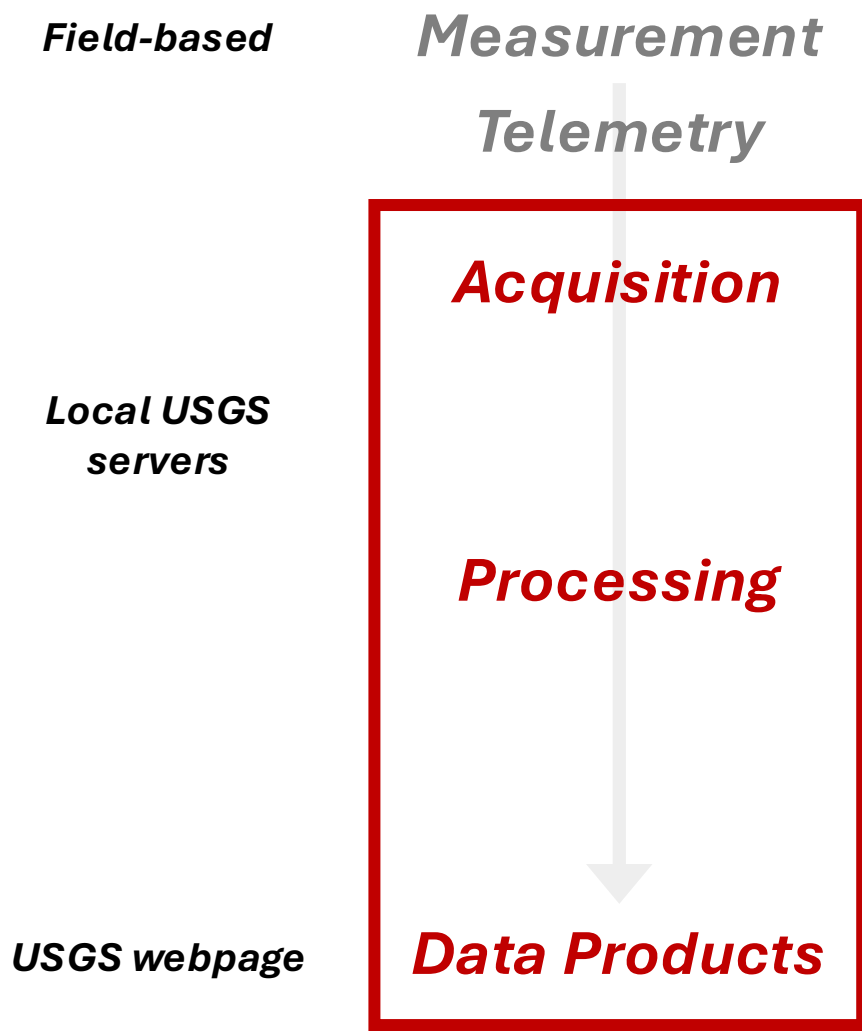 Field-based
Measurement
Telemetry
Acquisition
Local USGS
servers
Processing
USGS webpage
Data Products